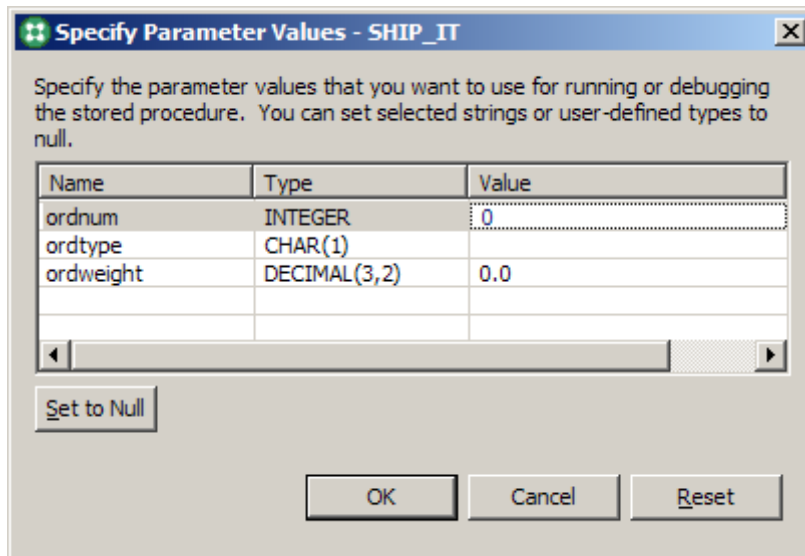 Specify Parameter Values - SHIP_IT
Specify the parameter values that you want to use for running or debugging
the stored procedure.  You can set selected strings or user-defined types to
null.
Name Type Value
ordnum INTEGER 0
ordtype CHAR(1)
ordweight DECIMAL(3,2) 0.0
Set to Null
OK Cancel Reset